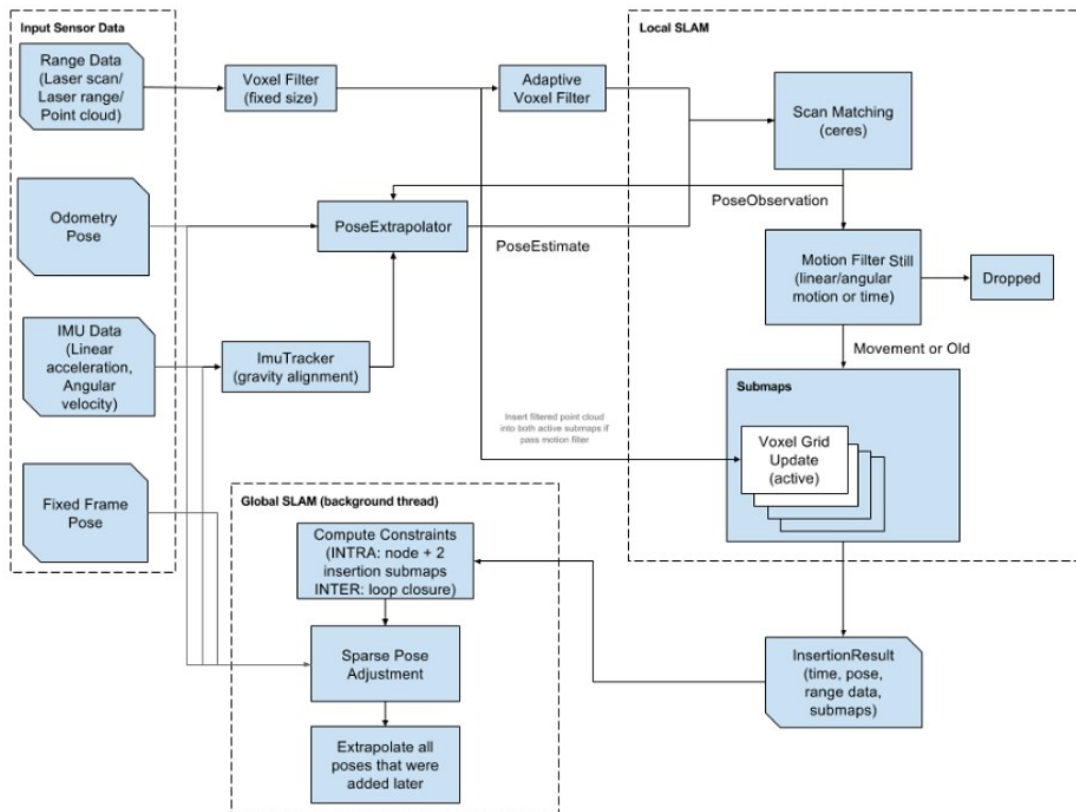 Input Sensor Data
Range Data
(Laser scan/
Laser range/
Point cloud)
Voxel Filter
(fixed size)
Adaptive
Voxel Filter
Local SLAM
Scan Matching
(ceres)
Odometry
Pose
PoseExtrapolator
PoseObservation
PoseEstimate
Motion Filter Still
(linear/angular
motion or time)
Dropped
IMU Data
(Linear
acceleration,
Angular
velocity)
ImuTracker
(gravity alignment)
Movement or Old
Submaps
Insert filtered point cloud
into both active submaps if
pass motion filter
Voxel Grid
Update
(active)
Fixed Frame
Pose
Global SLAM (background thread)
Compute Constraints
(INTRA: node + 2
insertion submaps
INTER: loop closure)
Sparse Pose
Adjustment
InsertionResult
(time, pose,
range data,
submaps)
Extrapolate all
poses that were
added later